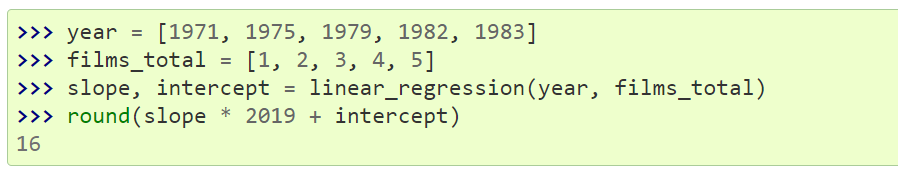 >>> year = [1971, 1975, 1979, 1982, 1983]
>>> films_total = [1, 2, 3, 4, 5]
>>> slope, intercept = linear_regression(year, films_total)
>>> round(slope * 2019 + intercept)
16